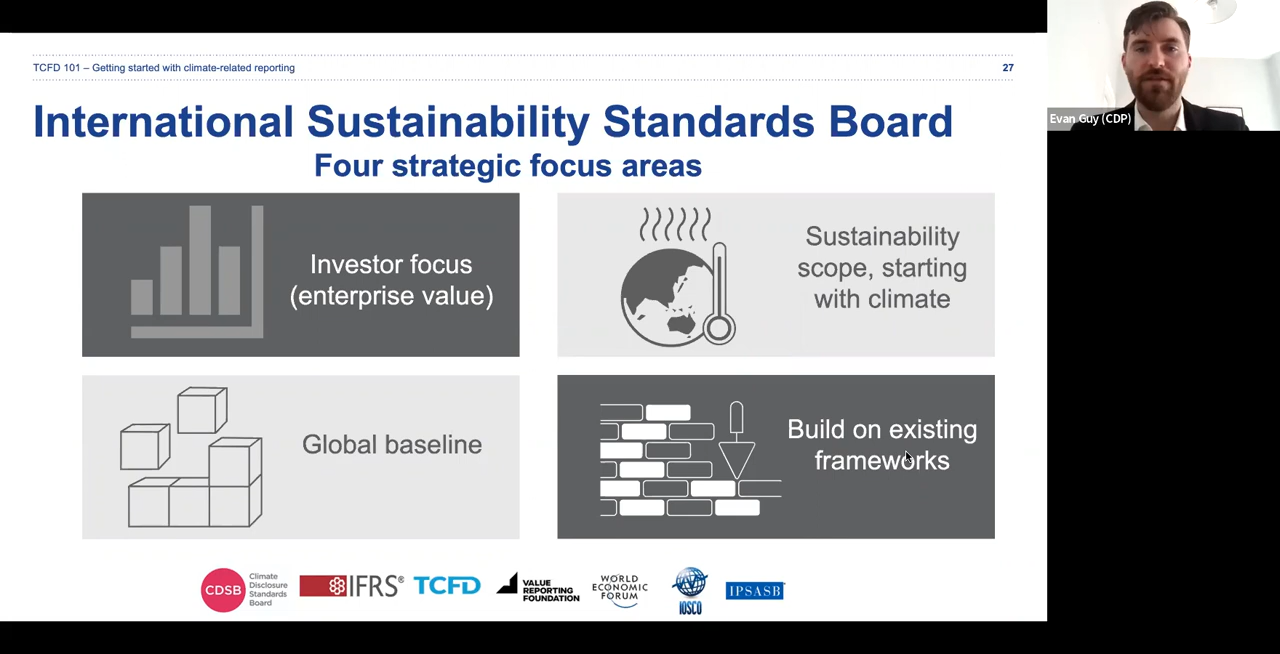 TCFD 101 – Getting started with climate-related reporting
27
International Sustainability Standards Board
Four strategic focus areas
Investor focus
(enterprise value)
Sustainability
scope, starting
with climate
Global baseline
Build on existing
frameworks
CDSB
Climate
Disclosure
Standards
Board
IFRS®
TCFD
VALUE
REPORTING
FOUNDATION
WORLD
ECONOMIC
FORUM
IOSCO
IPSASB
Evan Guy (CDP)